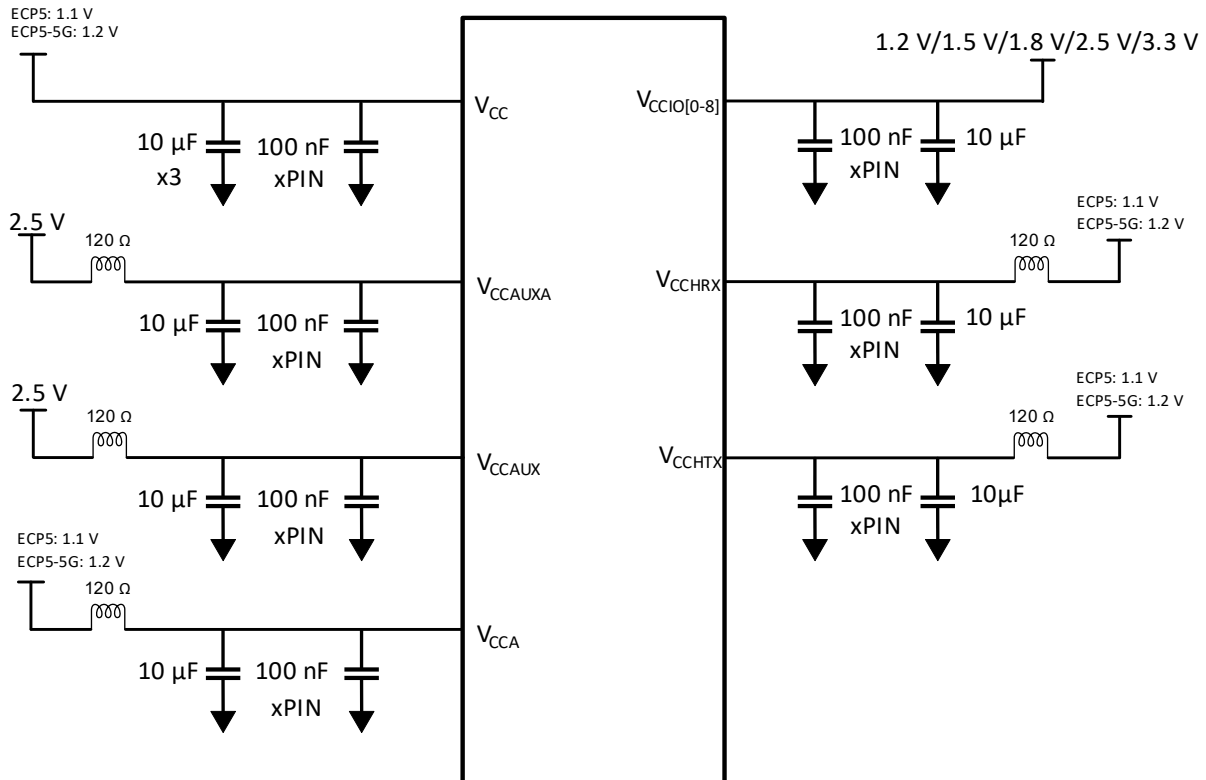 ECP5: 1.1 V
ECP5-5G: 1.2 V
VCC
10 µF
x3
100 nF
xPIN
2.5 V
120 Ω
VCCAUXA
10 µF
100 nF
xPIN
2.5 V
120 Ω
VCCAUX
10 µF
100 nF
xPIN
ECP5: 1.1 V
ECP5-5G: 1.2 V
120 Ω
VCCA
10 µF
100 nF
xPIN
1.2 V/1.5 V/1.8 V/2.5 V/3.3 V
VCCIO[0-8]
100 nF
xPIN
10 µF
ECP5: 1.1 V
ECP5-5G: 1.2 V
120 Ω
VCCHRX
100 nF
xPIN
10 µF
ECP5: 1.1 V
ECP5-5G: 1.2 V
120 Ω
VCCHTX
100 nF
xPIN
10µF